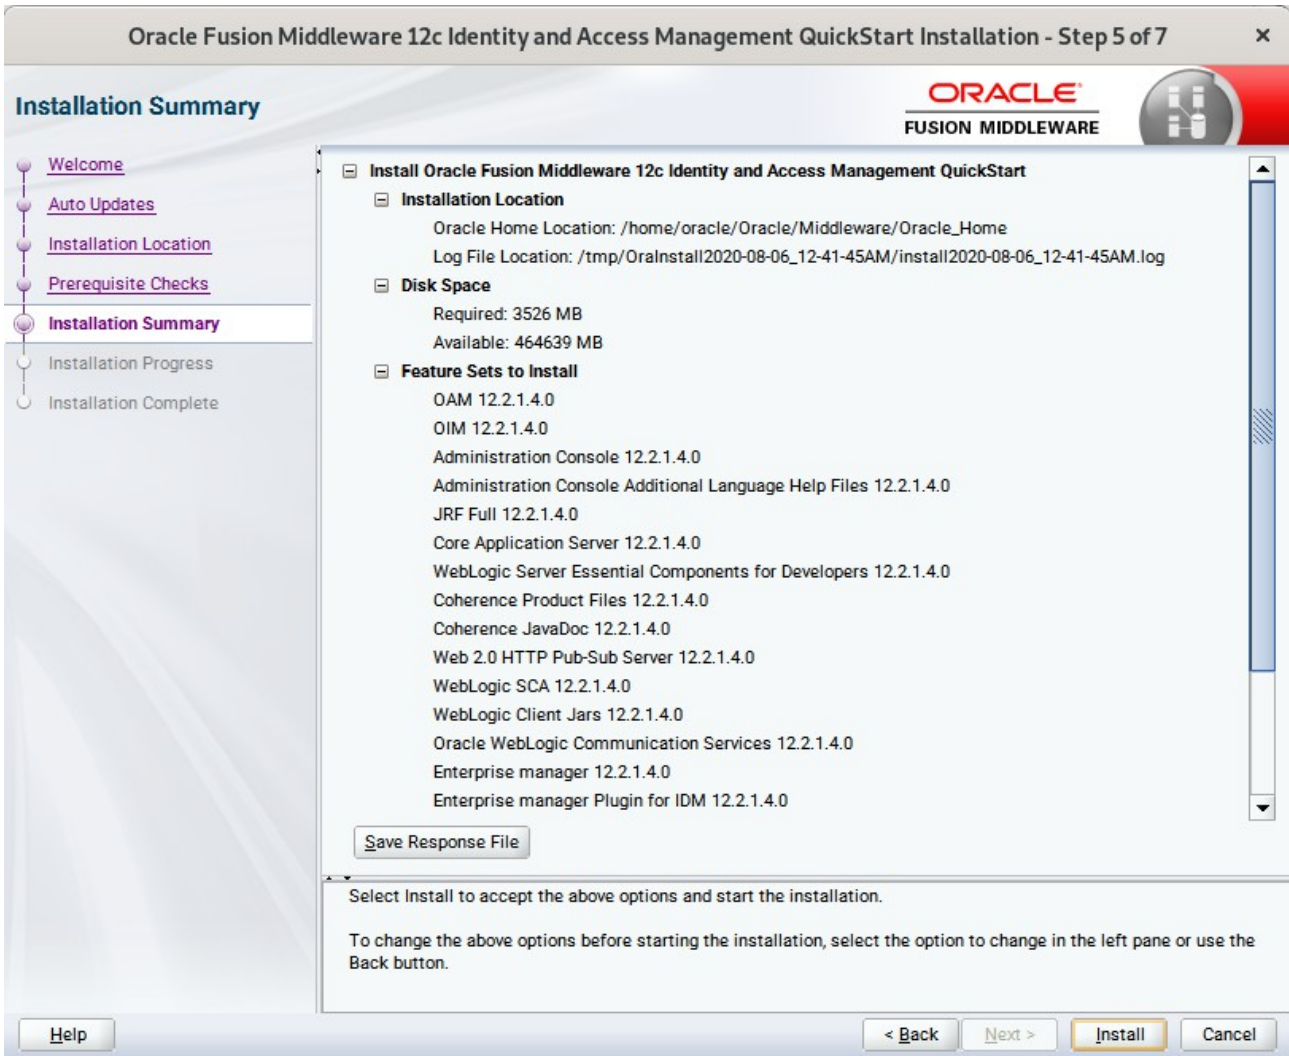 Oracle Fusion Middleware 12c Identity and Access Management QuickStart Installation - Step 5 of 7
Installation Summary
ORACLE
FUSION MIDDLEWARE
Welcome
Auto Updates
Installation Location
Prerequisite Checks
Installation Summary
Installation Progress
Installation Complete
Install Oracle Fusion Middleware 12c Identity and Access Management QuickStart
Installation Location
Oracle Home Location: /home/oracle/Oracle/Middleware/Oracle_Home
Log File Location: /tmp/OraInstall2020-08-06_12-41-45AM/install2020-08-06_12-41-45AM.log
Disk Space
Required: 3526 MB
Available: 464639 MB
Feature Sets to Install
OAM 12.2.1.4.0
OIM 12.2.1.4.0
Administration Console 12.2.1.4.0
Administration Console Additional Language Help Files 12.2.1.4.0
JRF Full 12.2.1.4.0
Core Application Server 12.2.1.4.0
WebLogic Server Essential Components for Developers 12.2.1.4.0
Coherence Product Files 12.2.1.4.0
Coherence JavaDoc 12.2.1.4.0
Web 2.0 HTTP Pub-Sub Server 12.2.1.4.0
WebLogic SCA 12.2.1.4.0
WebLogic Client Jars 12.2.1.4.0
Oracle WebLogic Communication Services 12.2.1.4.0
Enterprise manager 12.2.1.4.0
Enterprise manager Plugin for IDM 12.2.1.4.0
Save Response File
Select Install to accept the above options and start the installation.
To change the above options before starting the installation, select the option to change in the left pane or use the
Back button.
Help
< Back
Next >
Install
Cancel